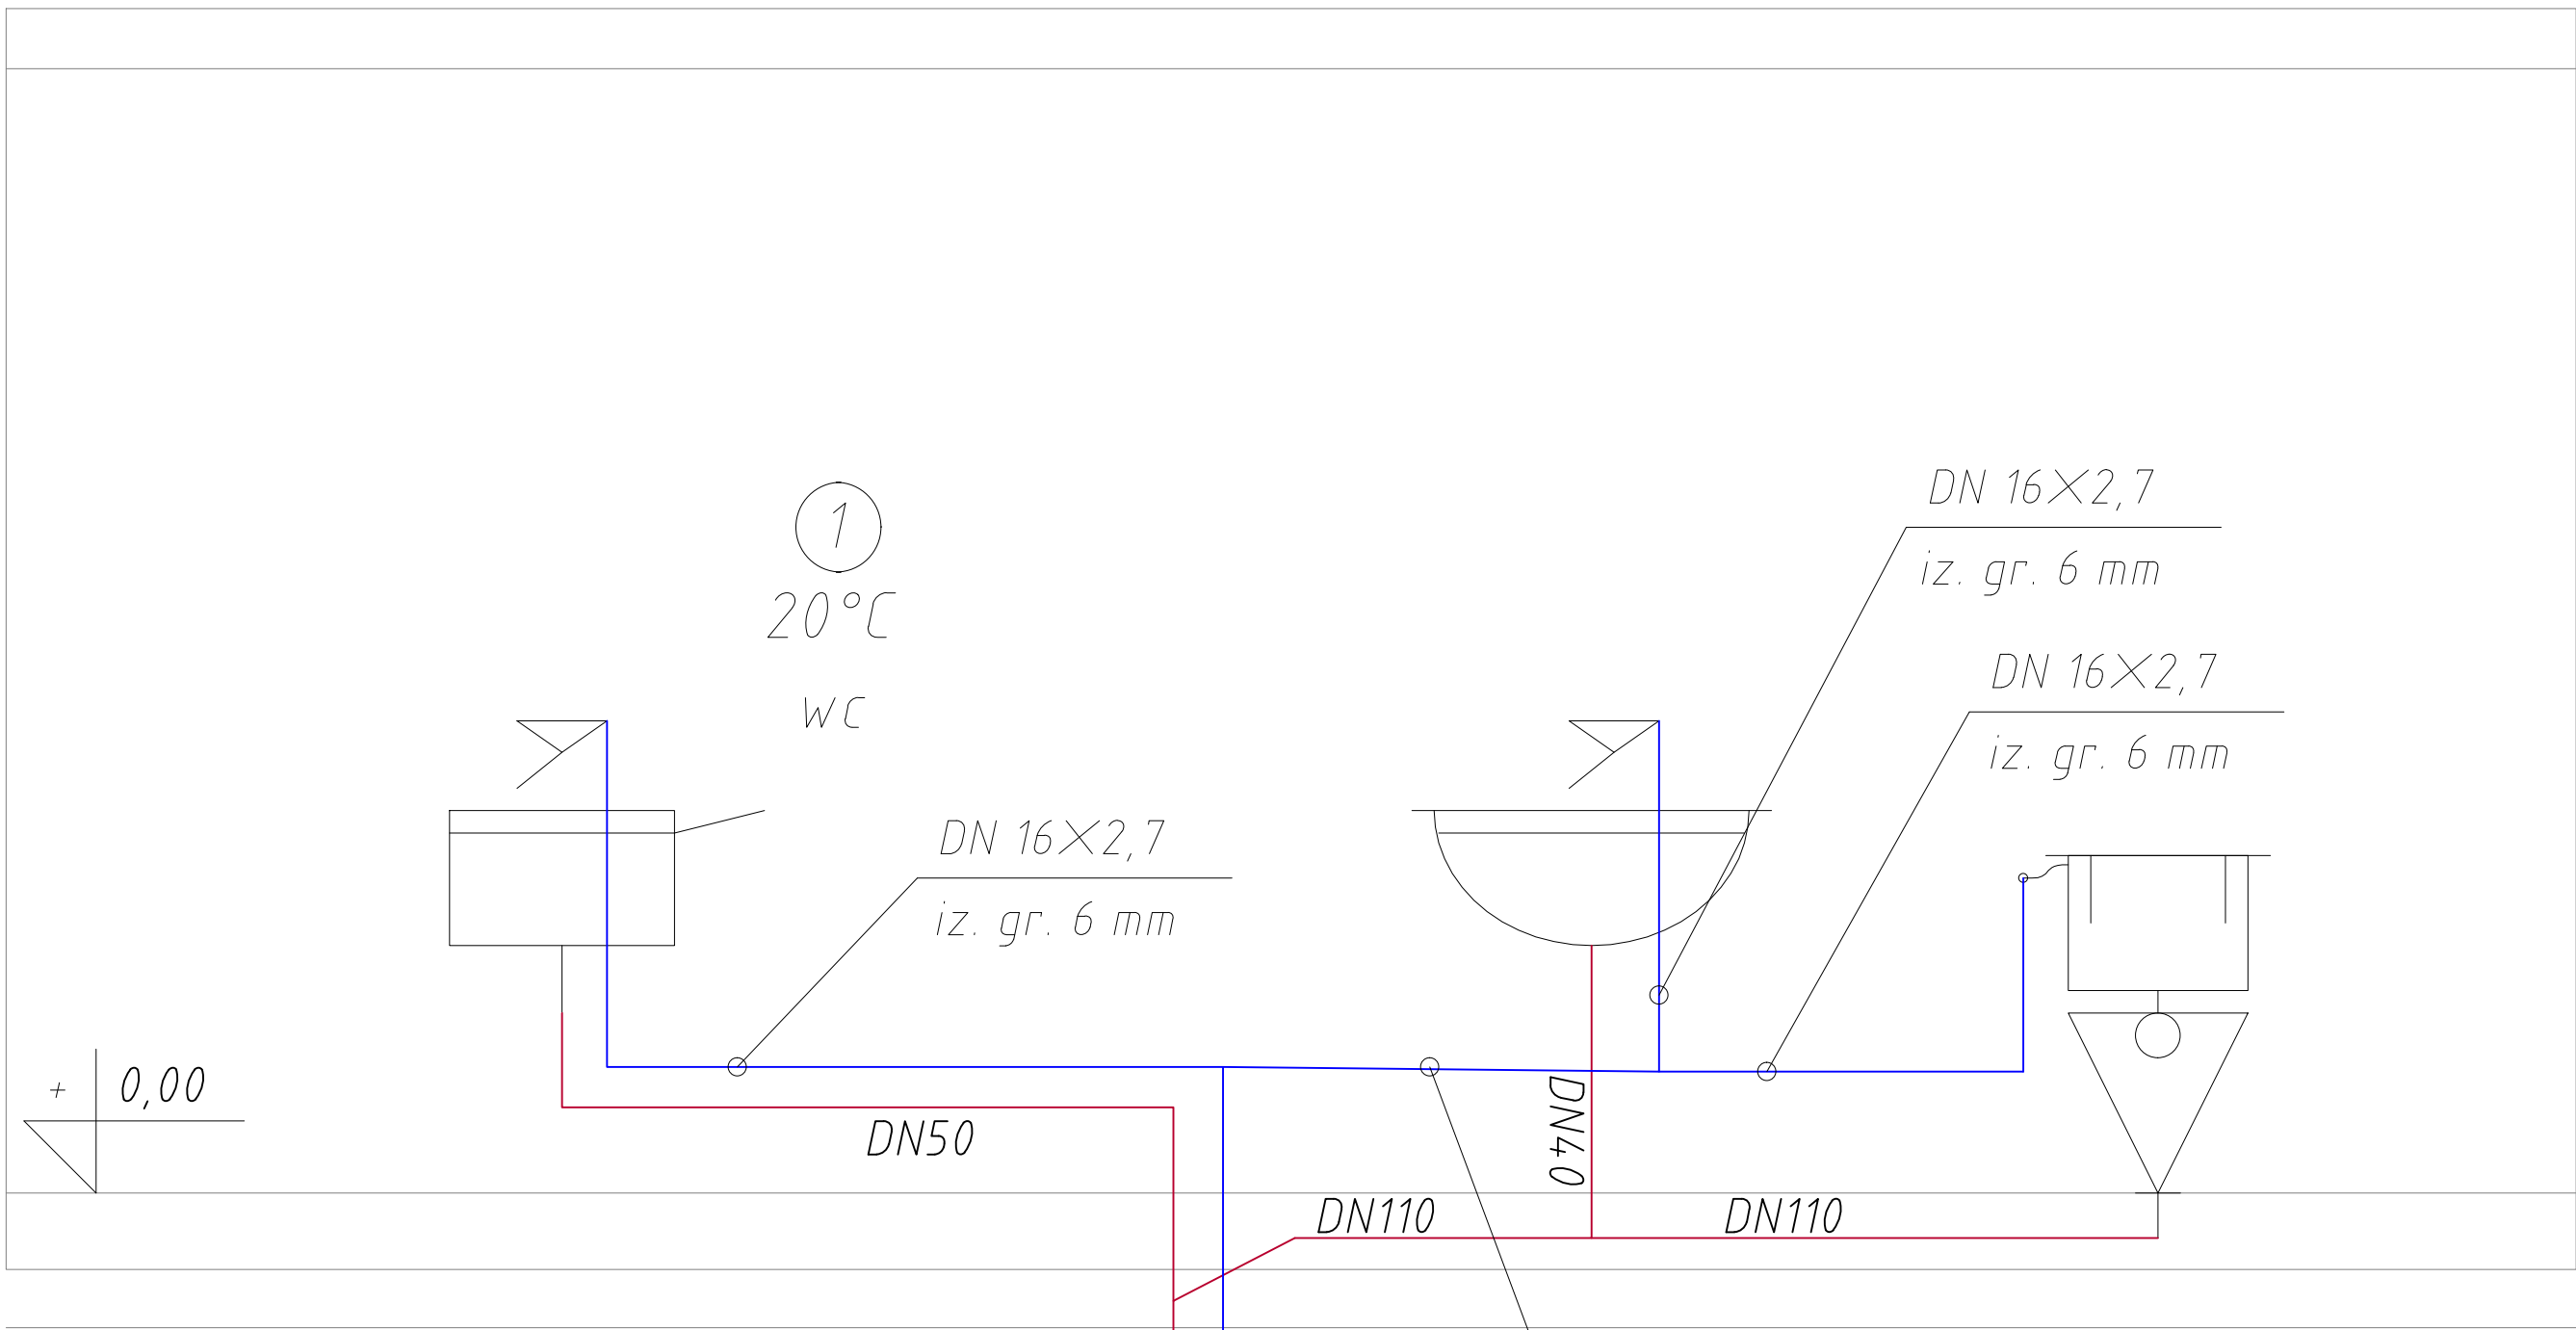 1
20°C
WC
DN 16×2,7
iz. gr. 6 mm
DN 16×2,7
iz. gr. 6 mm
DN 16×2,7
iz. gr. 6 mm
+ 0,00
DN50
DN40
DN110
DN110